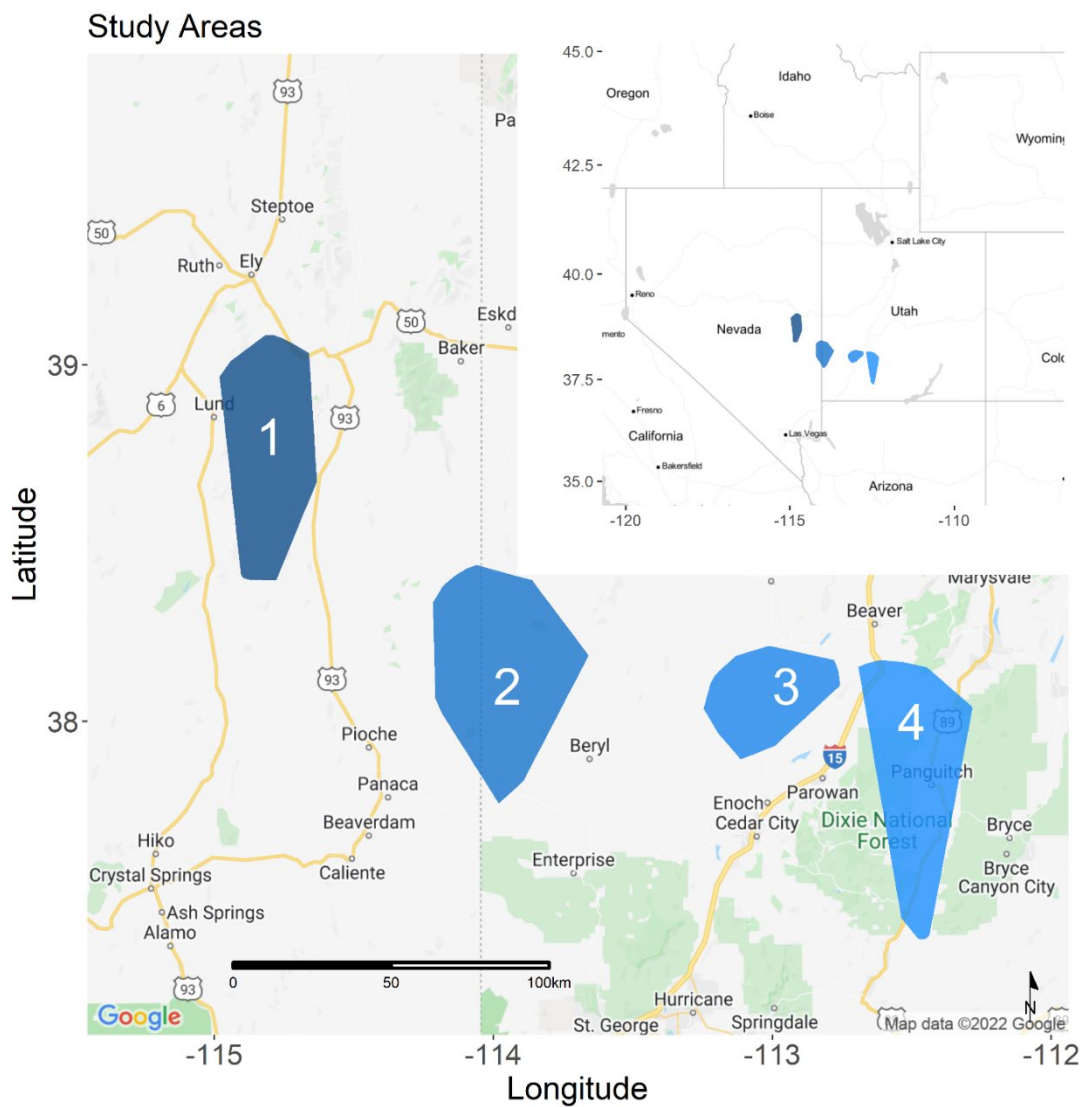 Study Areas
93
Pa
Steptoe
50
Ruth
Ely
50
Eskd
Baker
39
Lund
6
93
1
45.0
Idaho
Oregon
Boise
Wyoming
42.5
Salt Lake City
40.0
Reno
Utah
Nevada
mento
Colo
37.5
Fresno
California
Las Vegas
Bakersfield
Arizona
35.0
-120
-115
-110
Latitude
Marysvale
Beaver
93
2
3
4
38
89
Pioche
Beryl
15
Panguitch
Panaca
Parowan
Enoch
Beaverdam
Cedar City
Dixie National
Forest
Bryce
Hiko
Caliente
Enterprise
Bryce
Canyon City
Crystal Springs
Ash Springs
Alamo
0
50
100km
93
Hurricane
N
Google
St. George
Springdale
Map data ©2022 Google
-115
-114
-113
-112
Longitude